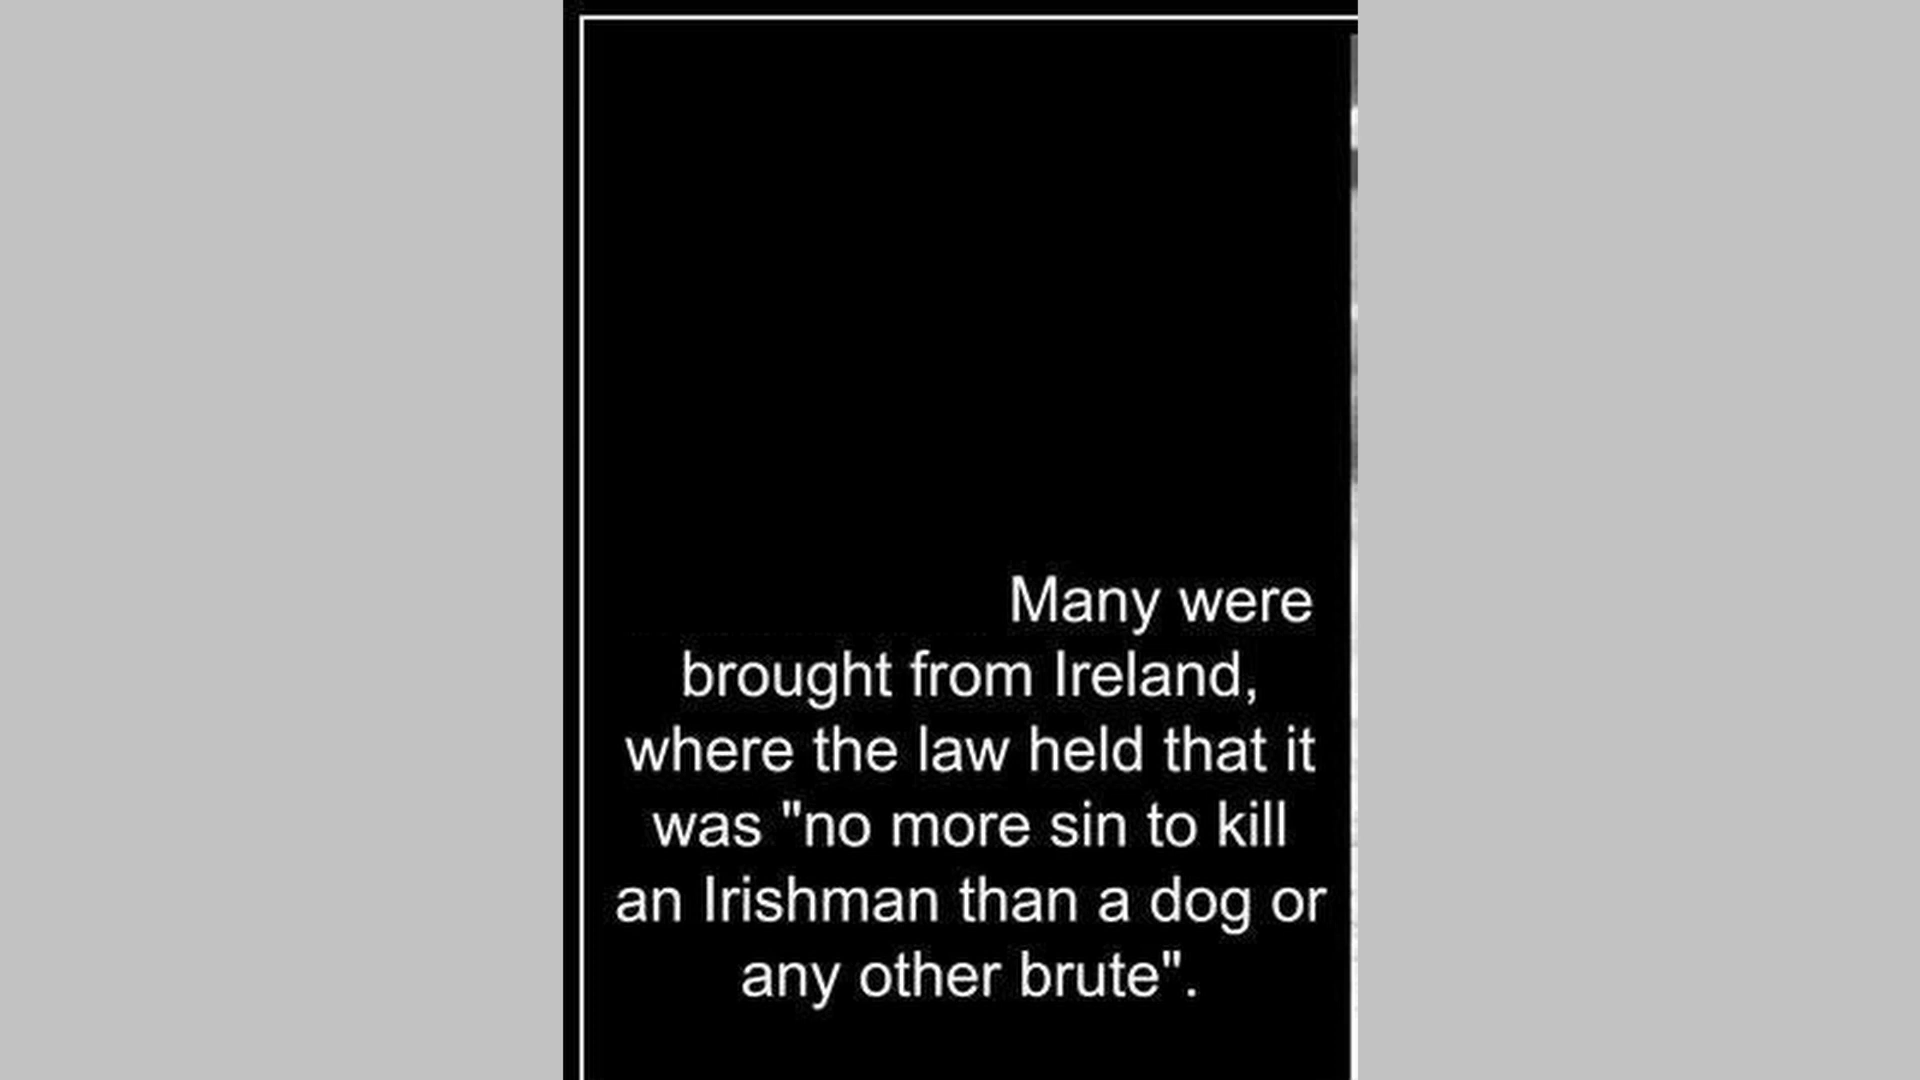 Many were
brought from Ireland,
where the law held that it
was "no more sin to kill
an Irishman than a dog or
any other brute".